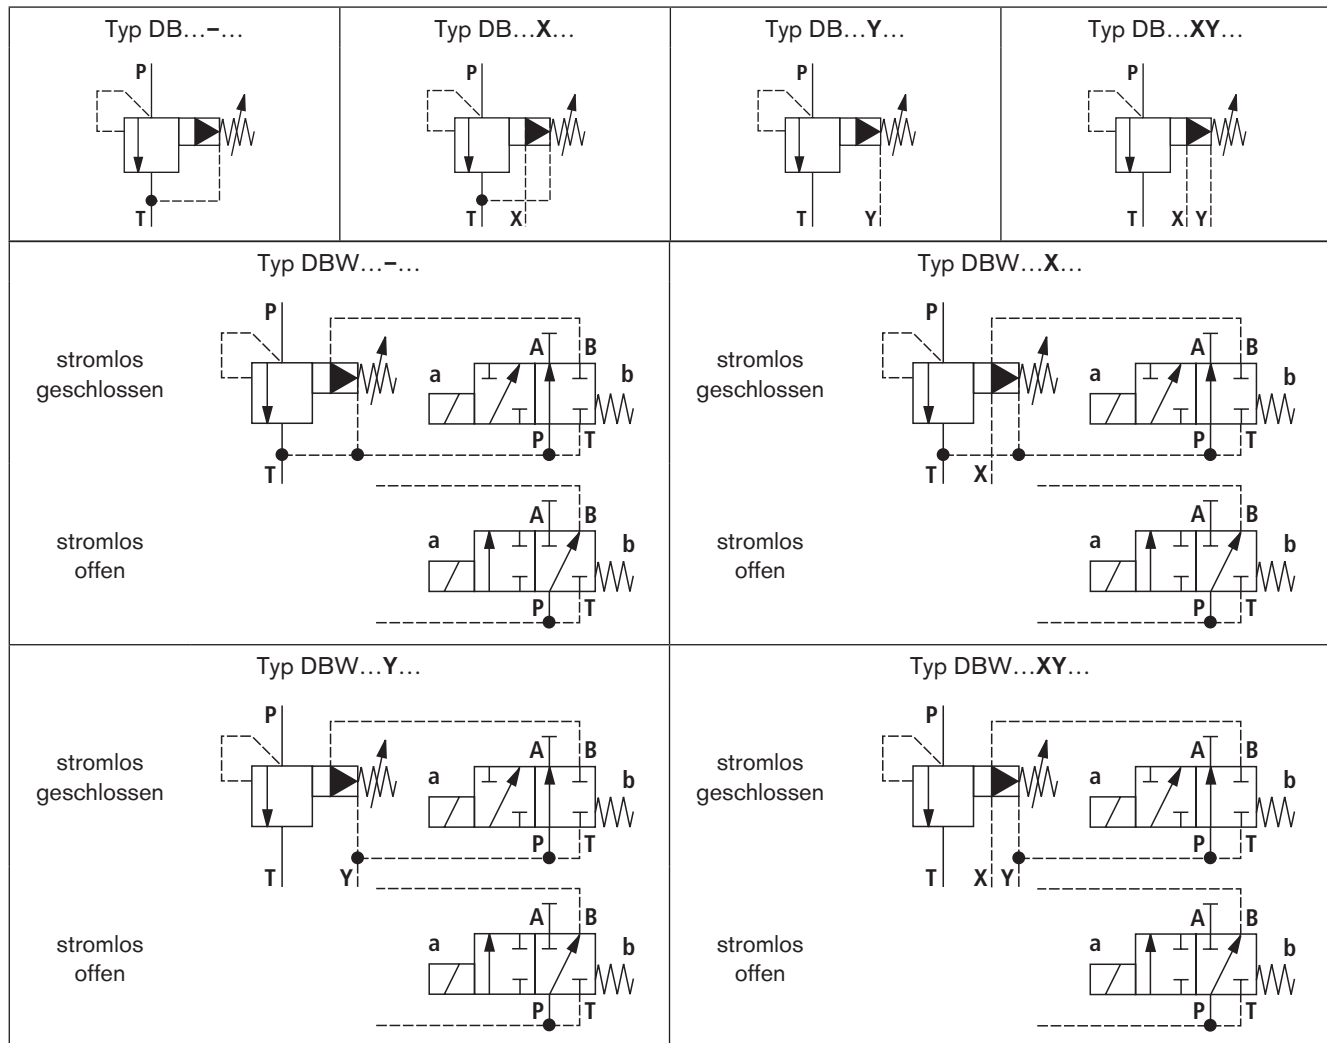 Typ DB…–…
Typ DB…X…
Typ DB…Y…
Typ DB…XY…
P
P
P
P
T
T X
T Y
T X Y
Typ DBW…–…
Typ DBW…X…
stromlos
geschlossen
P
A B
a b
P T
T
stromlos
geschlossen
P
A B
a b
P T
T X
stromlos
offen
A B
a b
P T
stromlos
offen
A B
a b
P T
Typ DBW…Y…
Typ DBW…XY…
stromlos
geschlossen
P
A B
a b
P T
T Y
stromlos
geschlossen
P
A B
a b
P T
T X Y
stromlos
offen
A B
a b
P T
stromlos
offen
A B
a b
P T